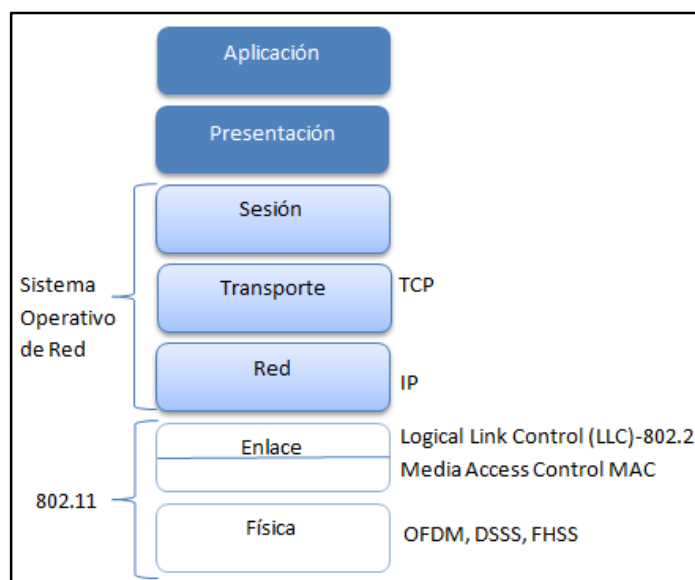 Aplicación
Presentación
Sesión
Sistema
Operativo
de Red
Transporte
TCP
Red
IP
802.11
Enlace
Logical Link Control (LLC)-802.2
Media Access Control MAC
Física
OFDM, DSSS, FHSS